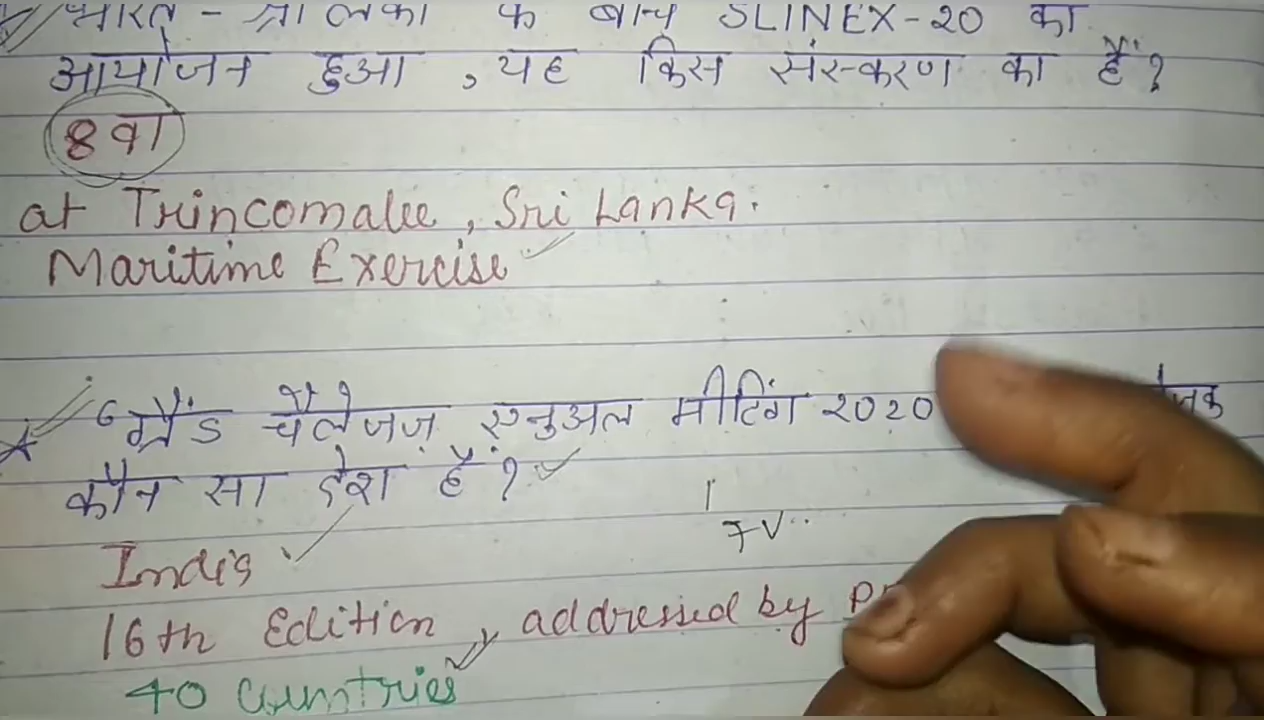 भारत - श्रीलंका के बीच SLINEX-20 का
आयोजन हुआ , यह किस संस्करण का है ?
8वा
at Trincomalee , Sri Lanka.
Maritime Exercise
" ग्रैंड चैलेंजज़ एनुअल मीटिंग 2020
कौन सा देश है ?
India
16th Edition , addressed by
40 Countries